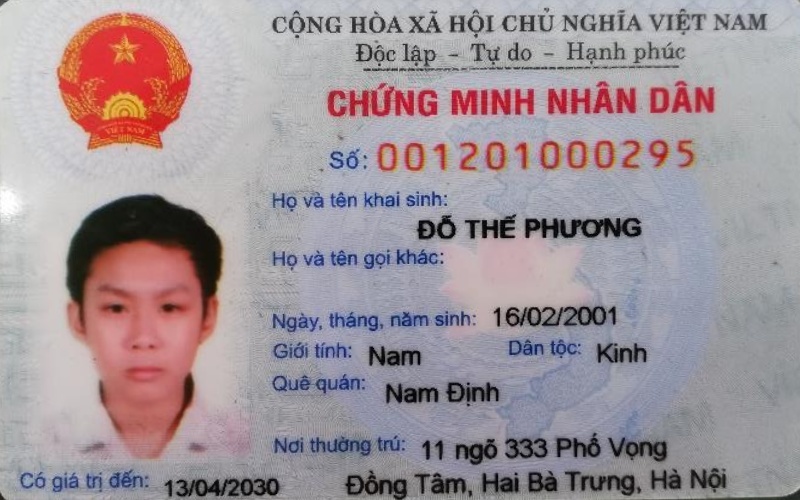 CỘNG HÒA XÃ HỘI CHỦ NGHĨA VIỆT NAM
Độc lập - Tự do - Hạnh phúc
CHỨNG MINH NHÂN DÂN
Số: 001201000295
Họ và tên khai sinh:
ĐỖ THẾ PHƯƠNG
Họ và tên gọi khác:
Ngày, tháng, năm sinh: 16/02/2001
Giới tính: Nam Dân tộc: Kinh
Quê quán: Nam Định
Nơi thường trú: 11 ngõ 333 Phố Vọng
Đồng Tâm, Hai Bà Trưng, Hà Nội
Có giá trị đến: 13/04/2030
VIỆT NAM